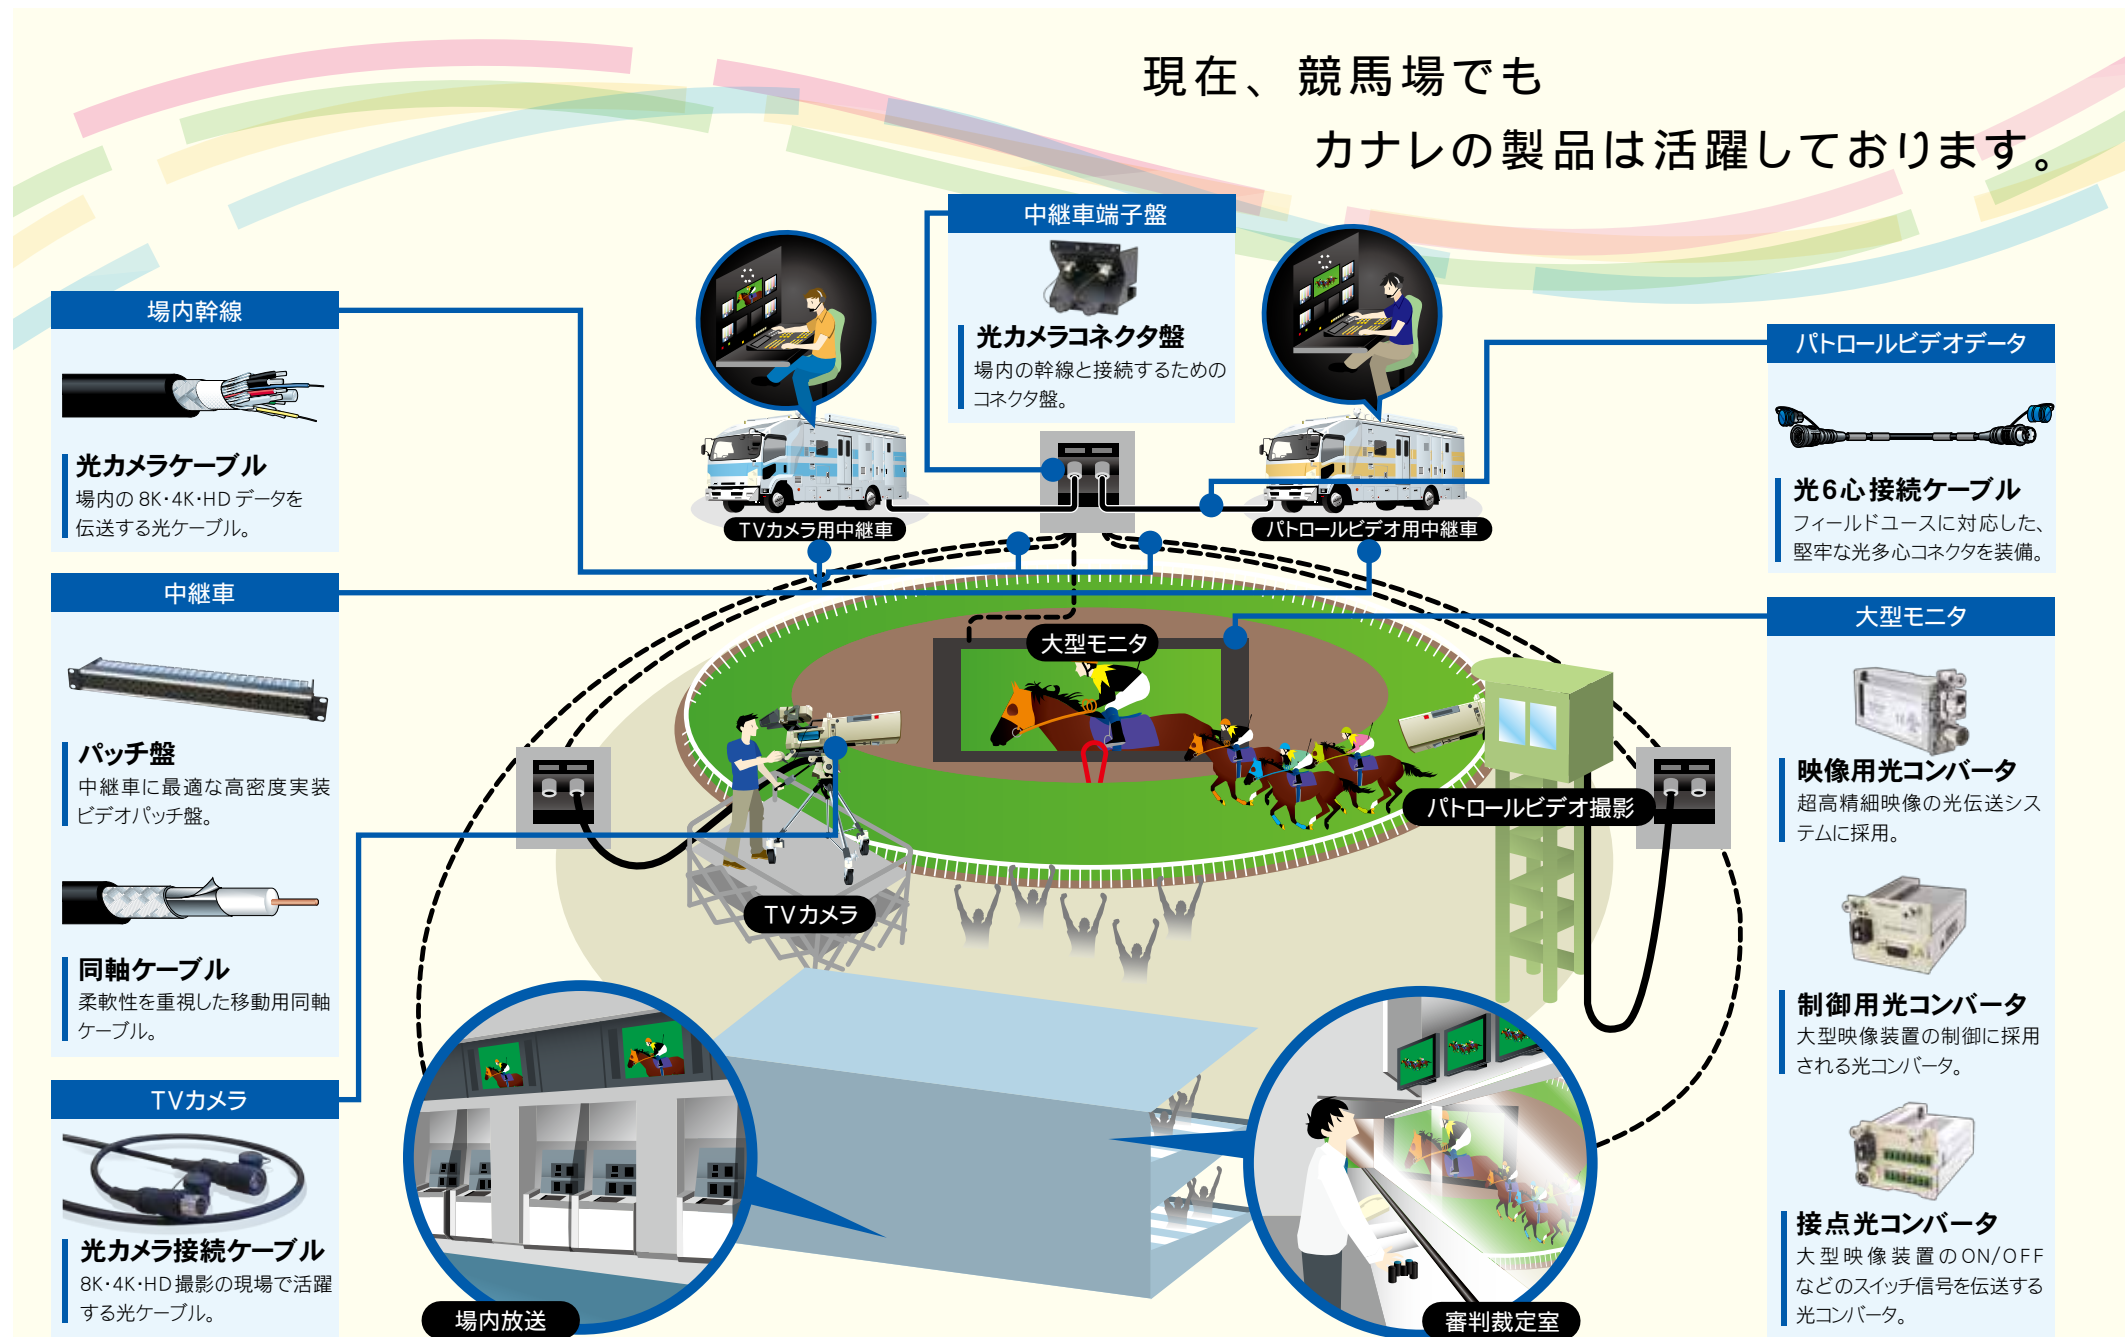 現在、競馬場でも
カナレの製品は活躍しております。
場内幹線
光カメラケーブル
場内の8K・4K・HDデータを
伝送する光ケーブル。
中継車
パッチ盤
中継車に最適な高密度実装
ビデオパッチ盤。
同軸ケーブル
柔軟性を重視した移動用同軸
ケーブル。
TVカメラ
光カメラ接続ケーブル
8K・4K・HD撮影の現場で活躍
する光ケーブル。
中継車端子盤
光カメラコネクタ盤
場内の幹線と接続するための
コネクタ盤。
TVカメラ用中継車
パトロールビデオ用中継車
大型モニタ
パトロールビデオ撮影
TVカメラ
場内放送
審判裁定室
パトロールビデオデータ
光6心接続ケーブル
フィールドユースに対応した、
堅牢な光多心コネクタを装備。
大型モニタ
映像用光コンバータ
超高精細映像の光伝送シス
テムに採用。
制御用光コンバータ
大型映像装置の制御に採用
される光コンバータ。
接点光コンバータ
大型映像装置のON/OFF
などのスイッチ信号を伝送する
光コンバータ。